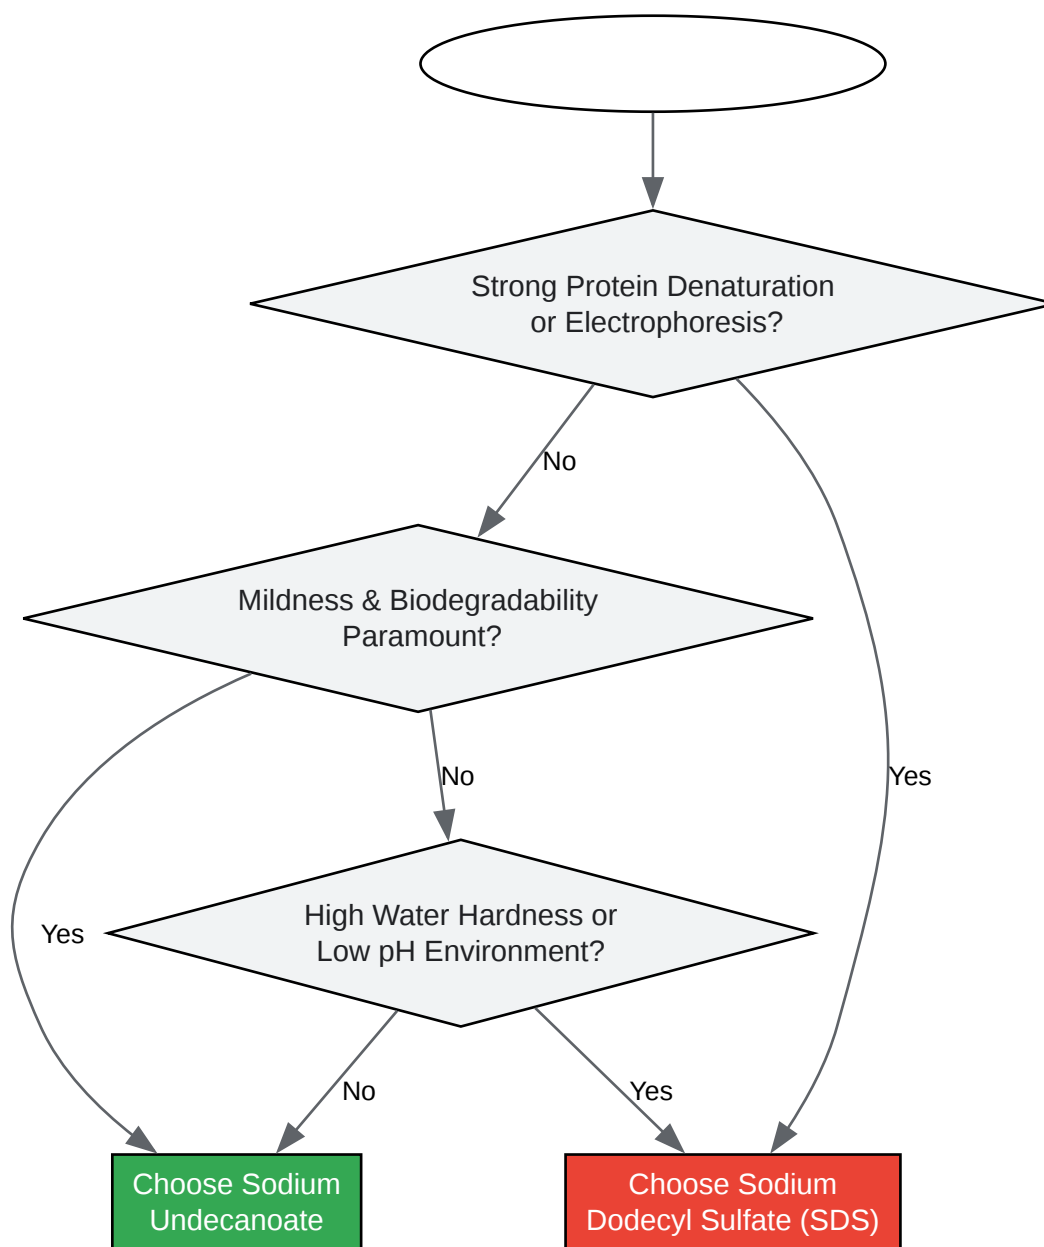 Strong Protein Denaturation
or Electrophoresis?
No
Mildness & Biodegradability
Paramount?
No
Yes
High Water Hardness or
Low pH Environment?
Yes
No
Yes
Choose Sodium
Undecanoate
Choose Sodium
Dodecyl Sulfate (SDS)